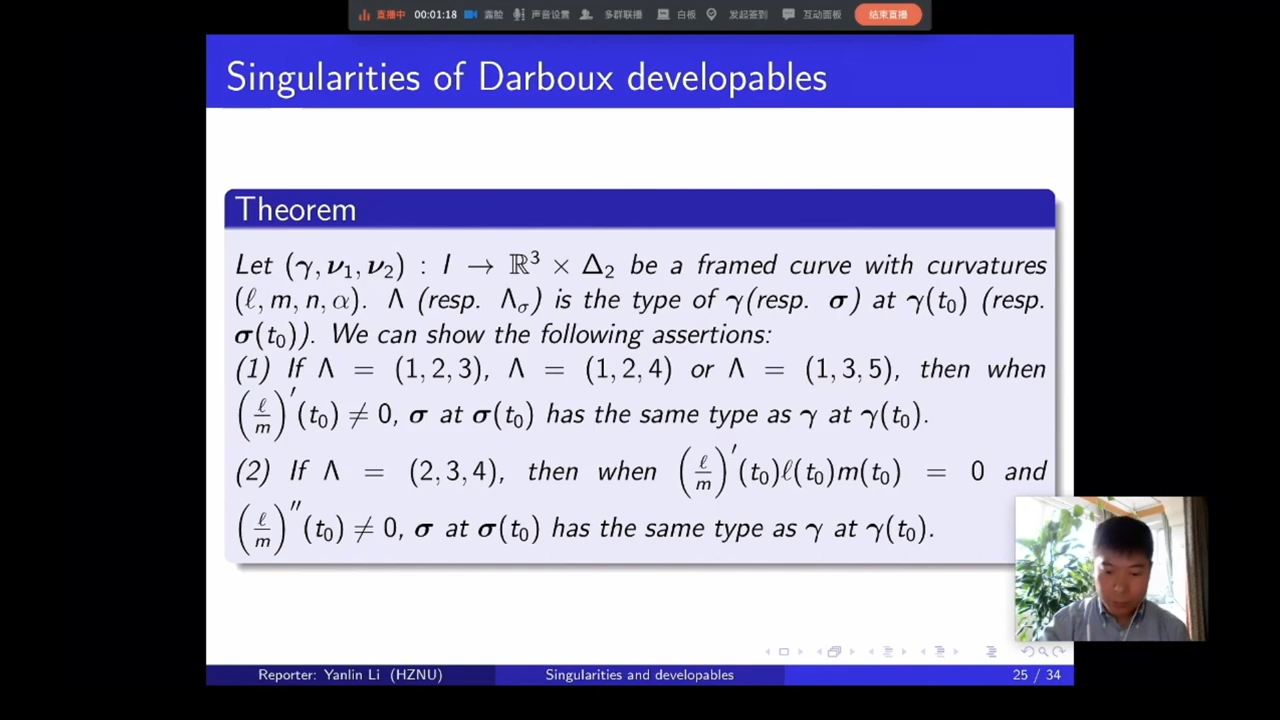 直播中 00:01:18 露脸 声音设置 多群联播 白板 发起签到 互动面板 结束直播
Singularities of Darboux developables
Theorem
Let (γ, ν₁, ν₂) : I → ℝ³ × Δ₂ be a framed curve with curvatures
(ℓ, m, n, α). Λ (resp. Λσ) is the type of γ(resp. σ) at γ(t₀) (resp.
σ(t₀)). We can show the following assertions:
(1) If Λ = (1, 2, 3), Λ = (1, 2, 4) or Λ = (1, 3, 5), then when
(ℓ/m)′(t₀) ≠ 0, σ at σ(t₀) has the same type as γ at γ(t₀).
(2) If Λ = (2, 3, 4), then when (ℓ/m)′(t₀)ℓ(t₀)m(t₀) = 0 and
(ℓ/m)″(t₀) ≠ 0, σ at σ(t₀) has the same type as γ at γ(t₀).
Reporter: Yanlin Li (HZNU) Singularities and developables 25 / 34